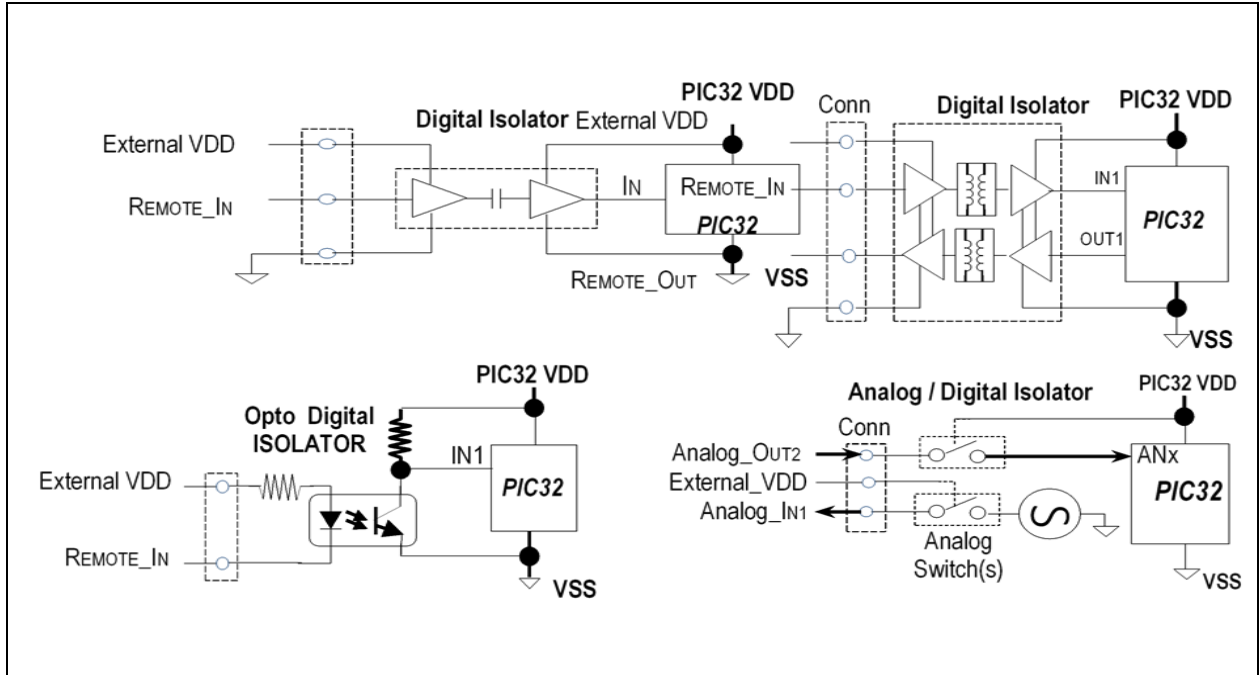 PIC32 VDD
Digital Isolator External VDD
External VDD
REMOTE_IN
IN
REMOTE_IN
PIC32
REMOTE_OUT
VSS
Conn
Digital Isolator
PIC32 VDD
IN1
OUT1
PIC32
VSS
PIC32 VDD
Opto Digital
ISOLATOR
IN1
External VDD
PIC32
REMOTE_IN
VSS
Analog / Digital Isolator
PIC32 VDD
Conn
Analog_OUT2
External_VDD
Analog_IN1
ANx
PIC32
Analog
Switch(s)
VSS